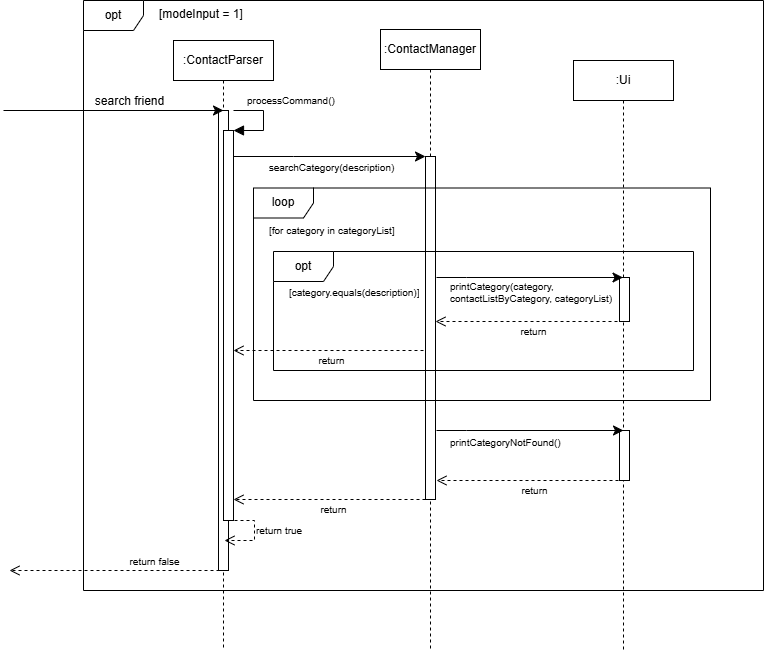 opt
[modeInput = 1]
:ContactParser
:ContactManager
:Ui
search friend
processCommand()
searchCategory(description)
loop
[for category in categoryList]
opt
[category.equals(description)]
printCategory(category,
contactListByCategory, categoryList)
return
return
printCategoryNotFound()
return
return
return true
return false